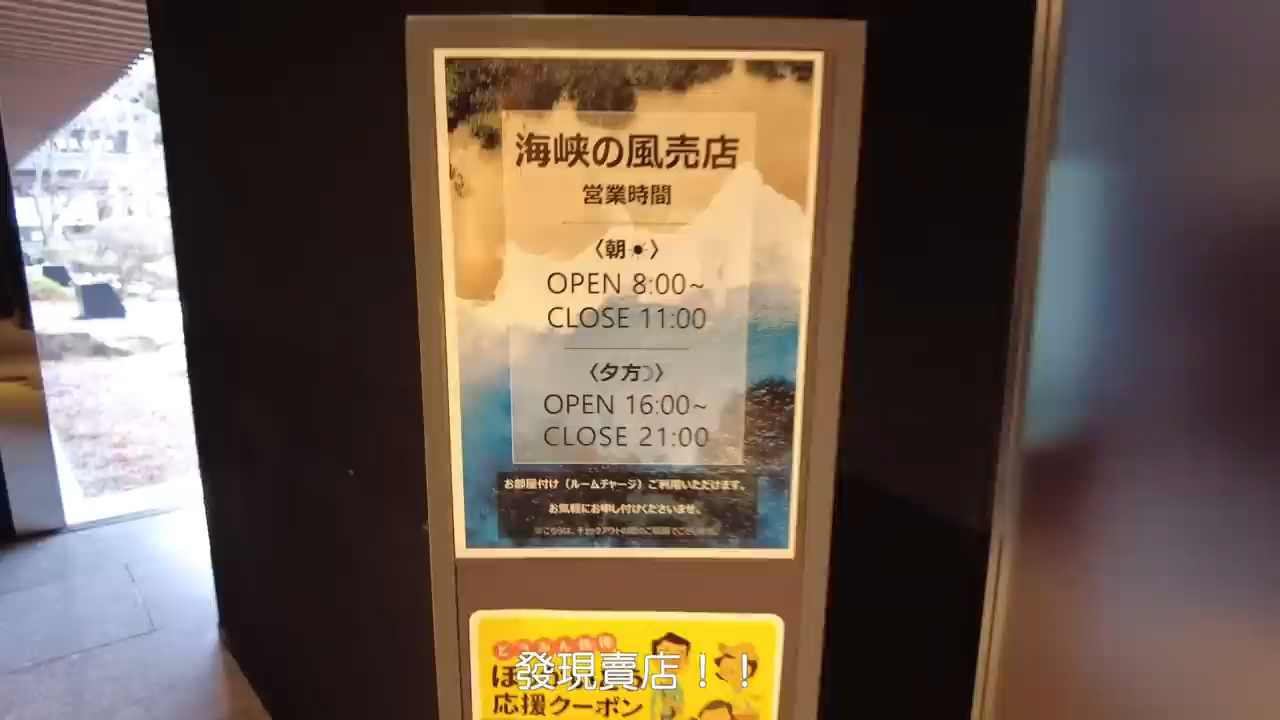 海峡の風売店
営業時間
〈朝☀〉
OPEN 8:00~
CLOSE 11:00
〈夕方☽〉
OPEN 16:00~
CLOSE 21:00
お部屋付け（ルームチャージ）ご利用いただけます。
お気軽にお申し付けくださいませ。
發現賣店！！
応援クーポン